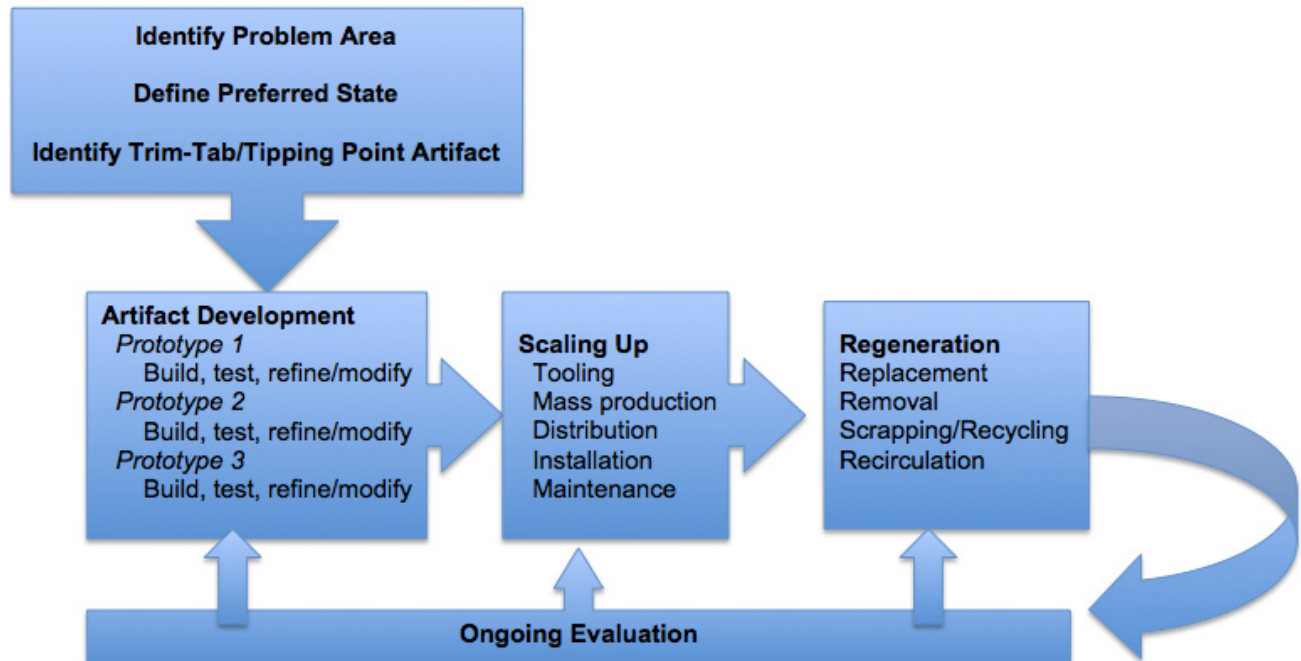 Identify Problem Area
Define Preferred State
Identify Trim-Tab/Tipping Point Artifact
Artifact Development
Prototype 1
Build, test, refine/modify
Prototype 2
Build, test, refine/modify
Prototype 3
Build, test, refine/modify
Scaling Up
Tooling
Mass production
Distribution
Installation
Maintenance
Regeneration
Replacement
Removal
Scrapping/Recycling
Recirculation
Ongoing Evaluation